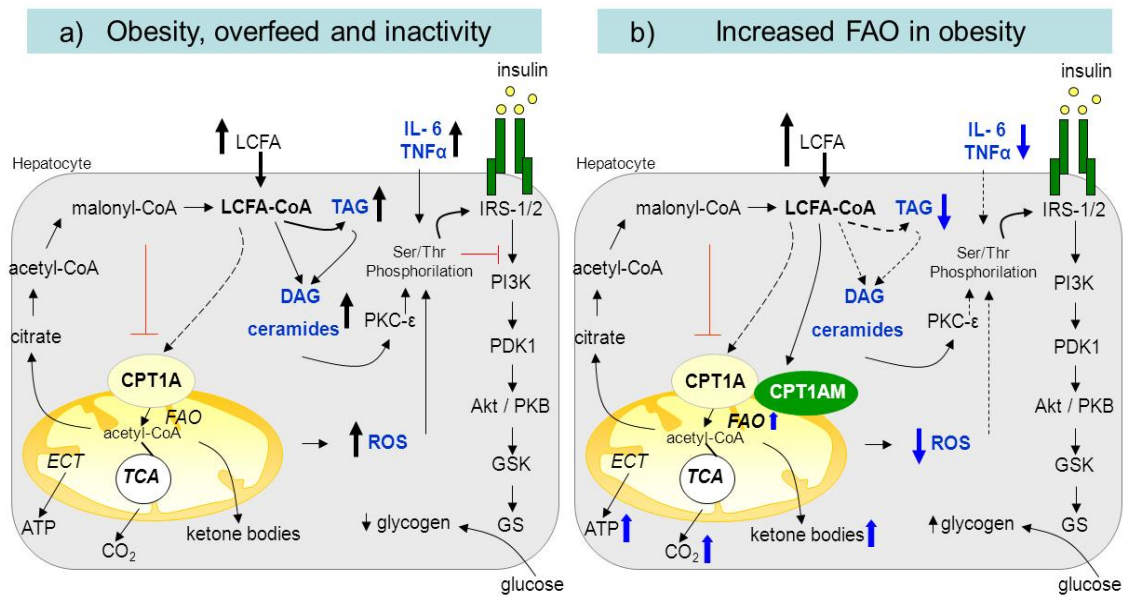 a) Obesity, overfeed and inactivity
insulin
LCFA
IL- 6
TNFα
Hepatocyte
malonyl-CoA
LCFA-CoA
TAG
IRS-1/2
acetyl-CoA
Ser/Thr
Phosphorilation
PI3K
DAG
ceramides
PKC-ε
citrate
PDK1
CPT1A
FAO
acetyl-CoA
Akt / PKB
ROS
ECT
TCA
GSK
ATP
CO2
ketone bodies
glycogen
GS
glucose
b) Increased FAO in obesity
insulin
LCFA
IL- 6
TNFα
Hepatocyte
malonyl-CoA
LCFA-CoA
TAG
IRS-1/2
acetyl-CoA
Ser/Thr
Phosphorilation
PI3K
DAG
ceramides
PKC-ε
citrate
PDK1
CPT1A
CPT1AM
FAO
acetyl-CoA
Akt / PKB
ROS
ECT
TCA
GSK
ATP
CO2
ketone bodies
glycogen
GS
glucose